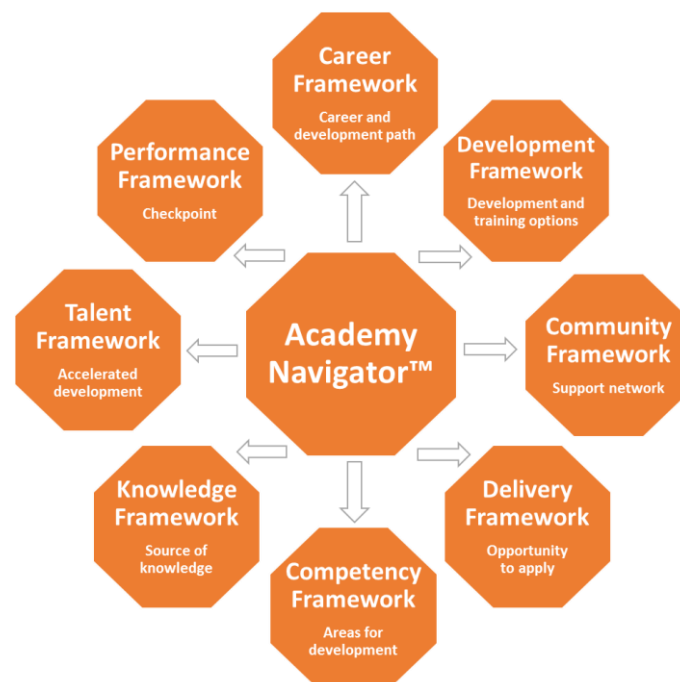 Career
Framework
Career and
development path
Performance
Framework
Checkpoint
Development
Framework
Development and
training options
Talent
Framework
Accelerated
development
Academy
Navigator™
Community
Framework
Support network
Knowledge
Framework
Source of
knowledge
Competency
Framework
Areas for
development
Delivery
Framework
Opportunity
to apply